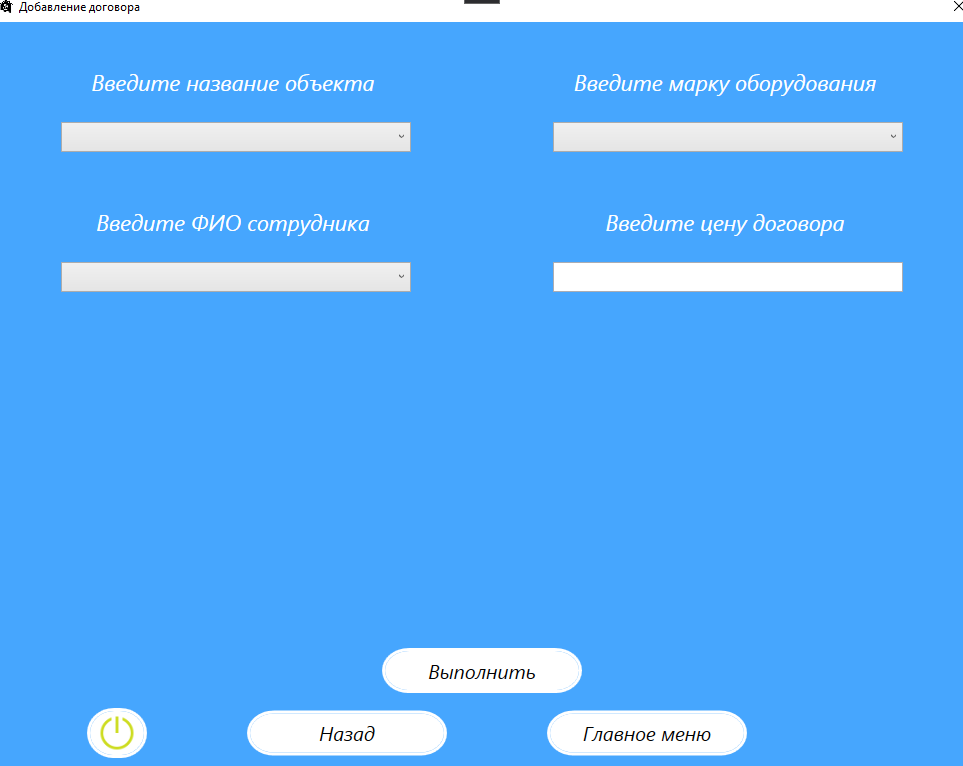 Добавление договора
Введите название объекта
Введите марку оборудования
Введите ФИО сотрудника
Введите цену договора
Выполнить
Назад
Главное меню